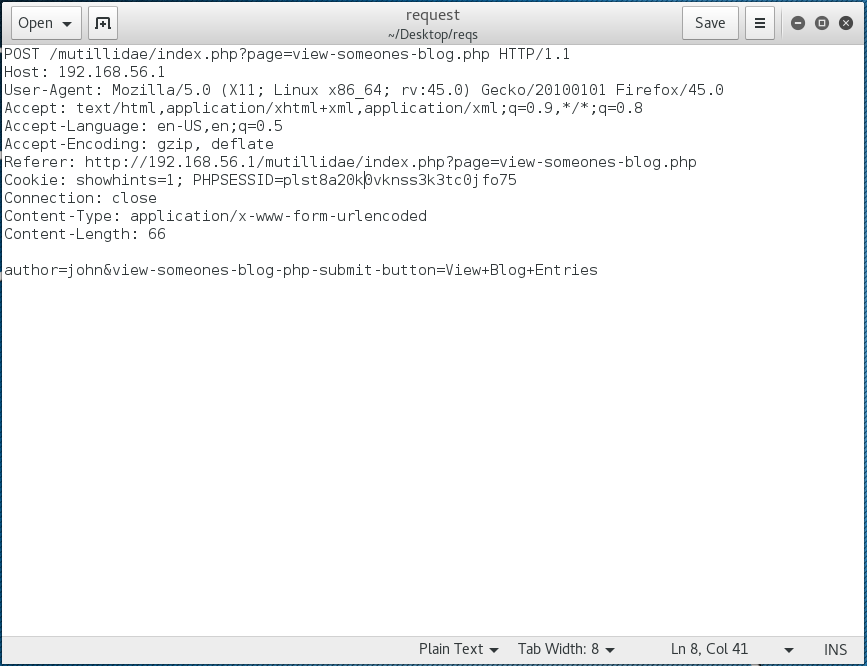 Open
request
~/Desktop/reqs
Save
POST /mutillidae/index.php?page=view-someones-blog.php HTTP/1.1
Host: 192.168.56.1
User-Agent: Mozilla/5.0 (X11; Linux x86_64; rv:45.0) Gecko/20100101 Firefox/45.0
Accept: text/html,application/xhtml+xml,application/xml;q=0.9,*/*;q=0.8
Accept-Language: en-US,en;q=0.5
Accept-Encoding: gzip, deflate
Referer: http://192.168.56.1/mutillidae/index.php?page=view-someones-blog.php
Cookie: showhints=1; PHPSESSID=plst8a20k0vknss3k3tc0jfo75
Connection: close
Content-Type: application/x-www-form-urlencoded
Content-Length: 66

author=john&view-someones-blog-php-submit-button=View+Blog+Entries
Plain Text Tab Width: 8 Ln 8, Col 41 INS